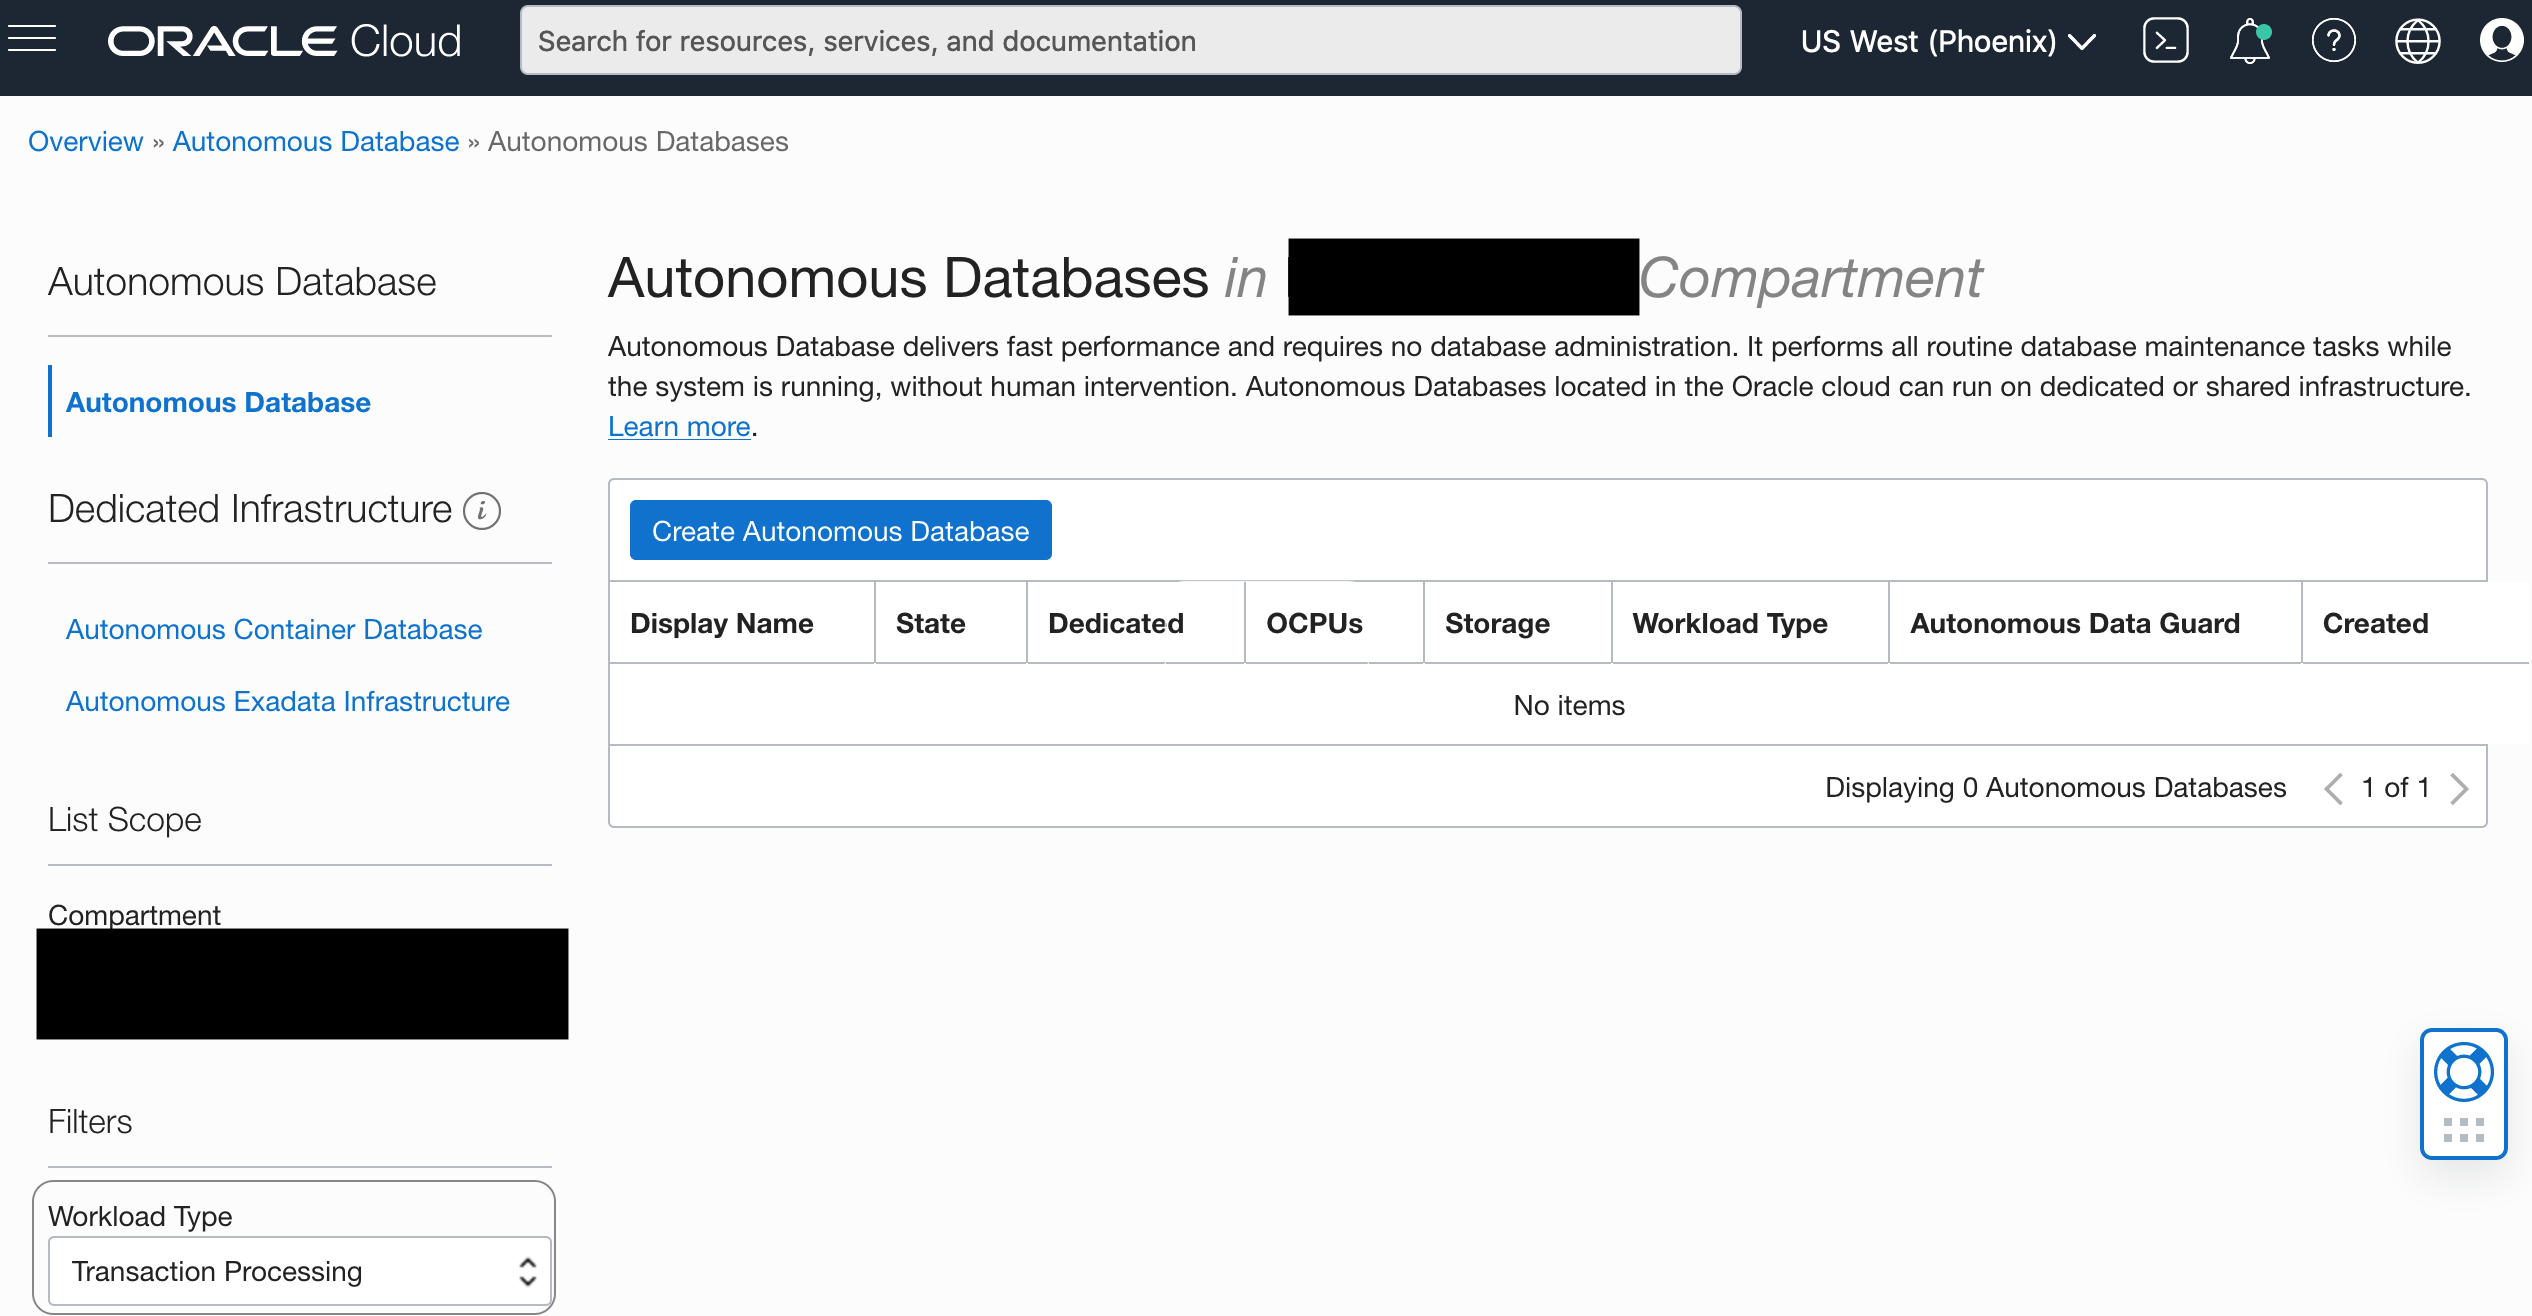 ORACLE Cloud
Search for resources, services, and documentation
US West (Phoenix)
Overview » Autonomous Database » Autonomous Databases
Autonomous Database
Autonomous Database
Dedicated Infrastructure i
Autonomous Container Database
Autonomous Exadata Infrastructure
List Scope
Compartment
Filters
Workload Type
Transaction Processing
Autonomous Databases in Compartment
Autonomous Database delivers fast performance and requires no database administration. It performs all routine database maintenance tasks while
the system is running, without human intervention. Autonomous Databases located in the Oracle cloud can run on dedicated or shared infrastructure.
Learn more.
Create Autonomous Database
Display Name State Dedicated OCPUs Storage Workload Type Autonomous Data Guard Created
No items
Displaying 0 Autonomous Databases < 1 of 1 >